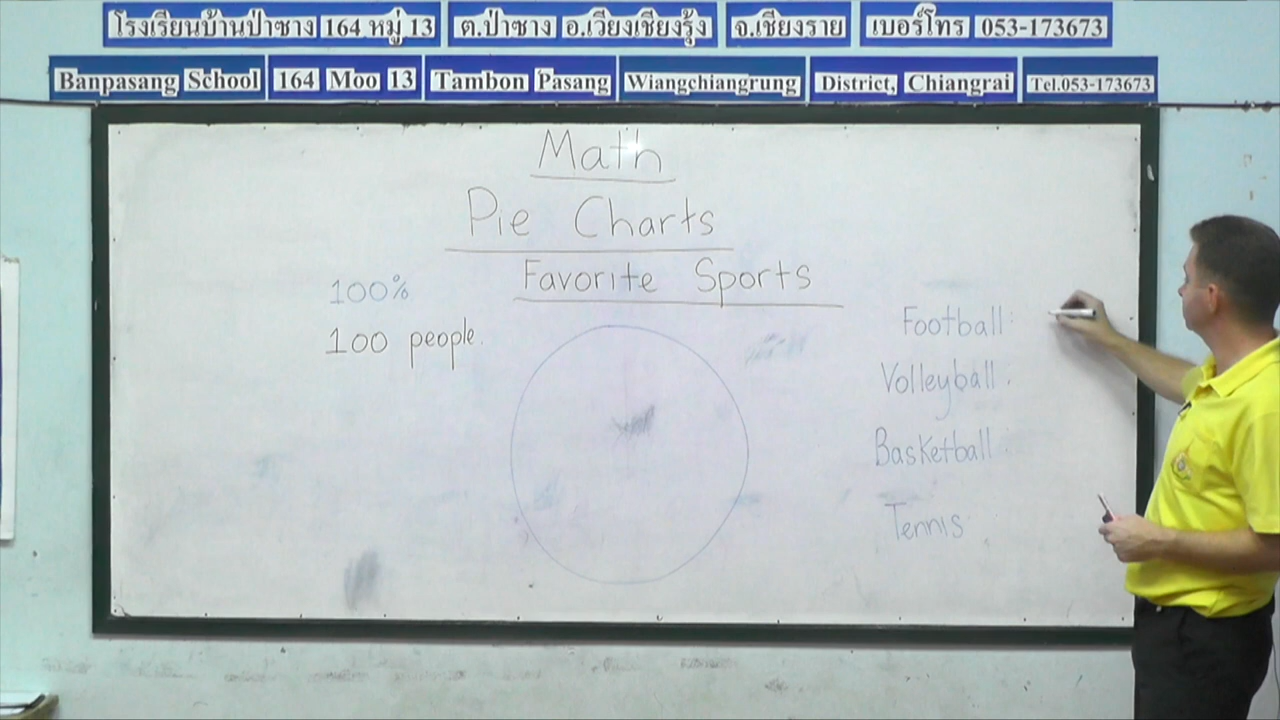 โรงเรียนบ้านป่าซาง 164 หมู่ 13 ต.ป่าซาง อ.เวียงเชียงรุ้ง จ.เชียงราย เบอร์โทร 053-173673
Banpasang School 164 Moo 13 Tambon Pasang Wiangchiangrung District, Chiangrai Tel.053-173673
Math
Pie Charts
Favorite Sports
100%
100 people.
Football:
Volleyball:
Basketball:
Tennis